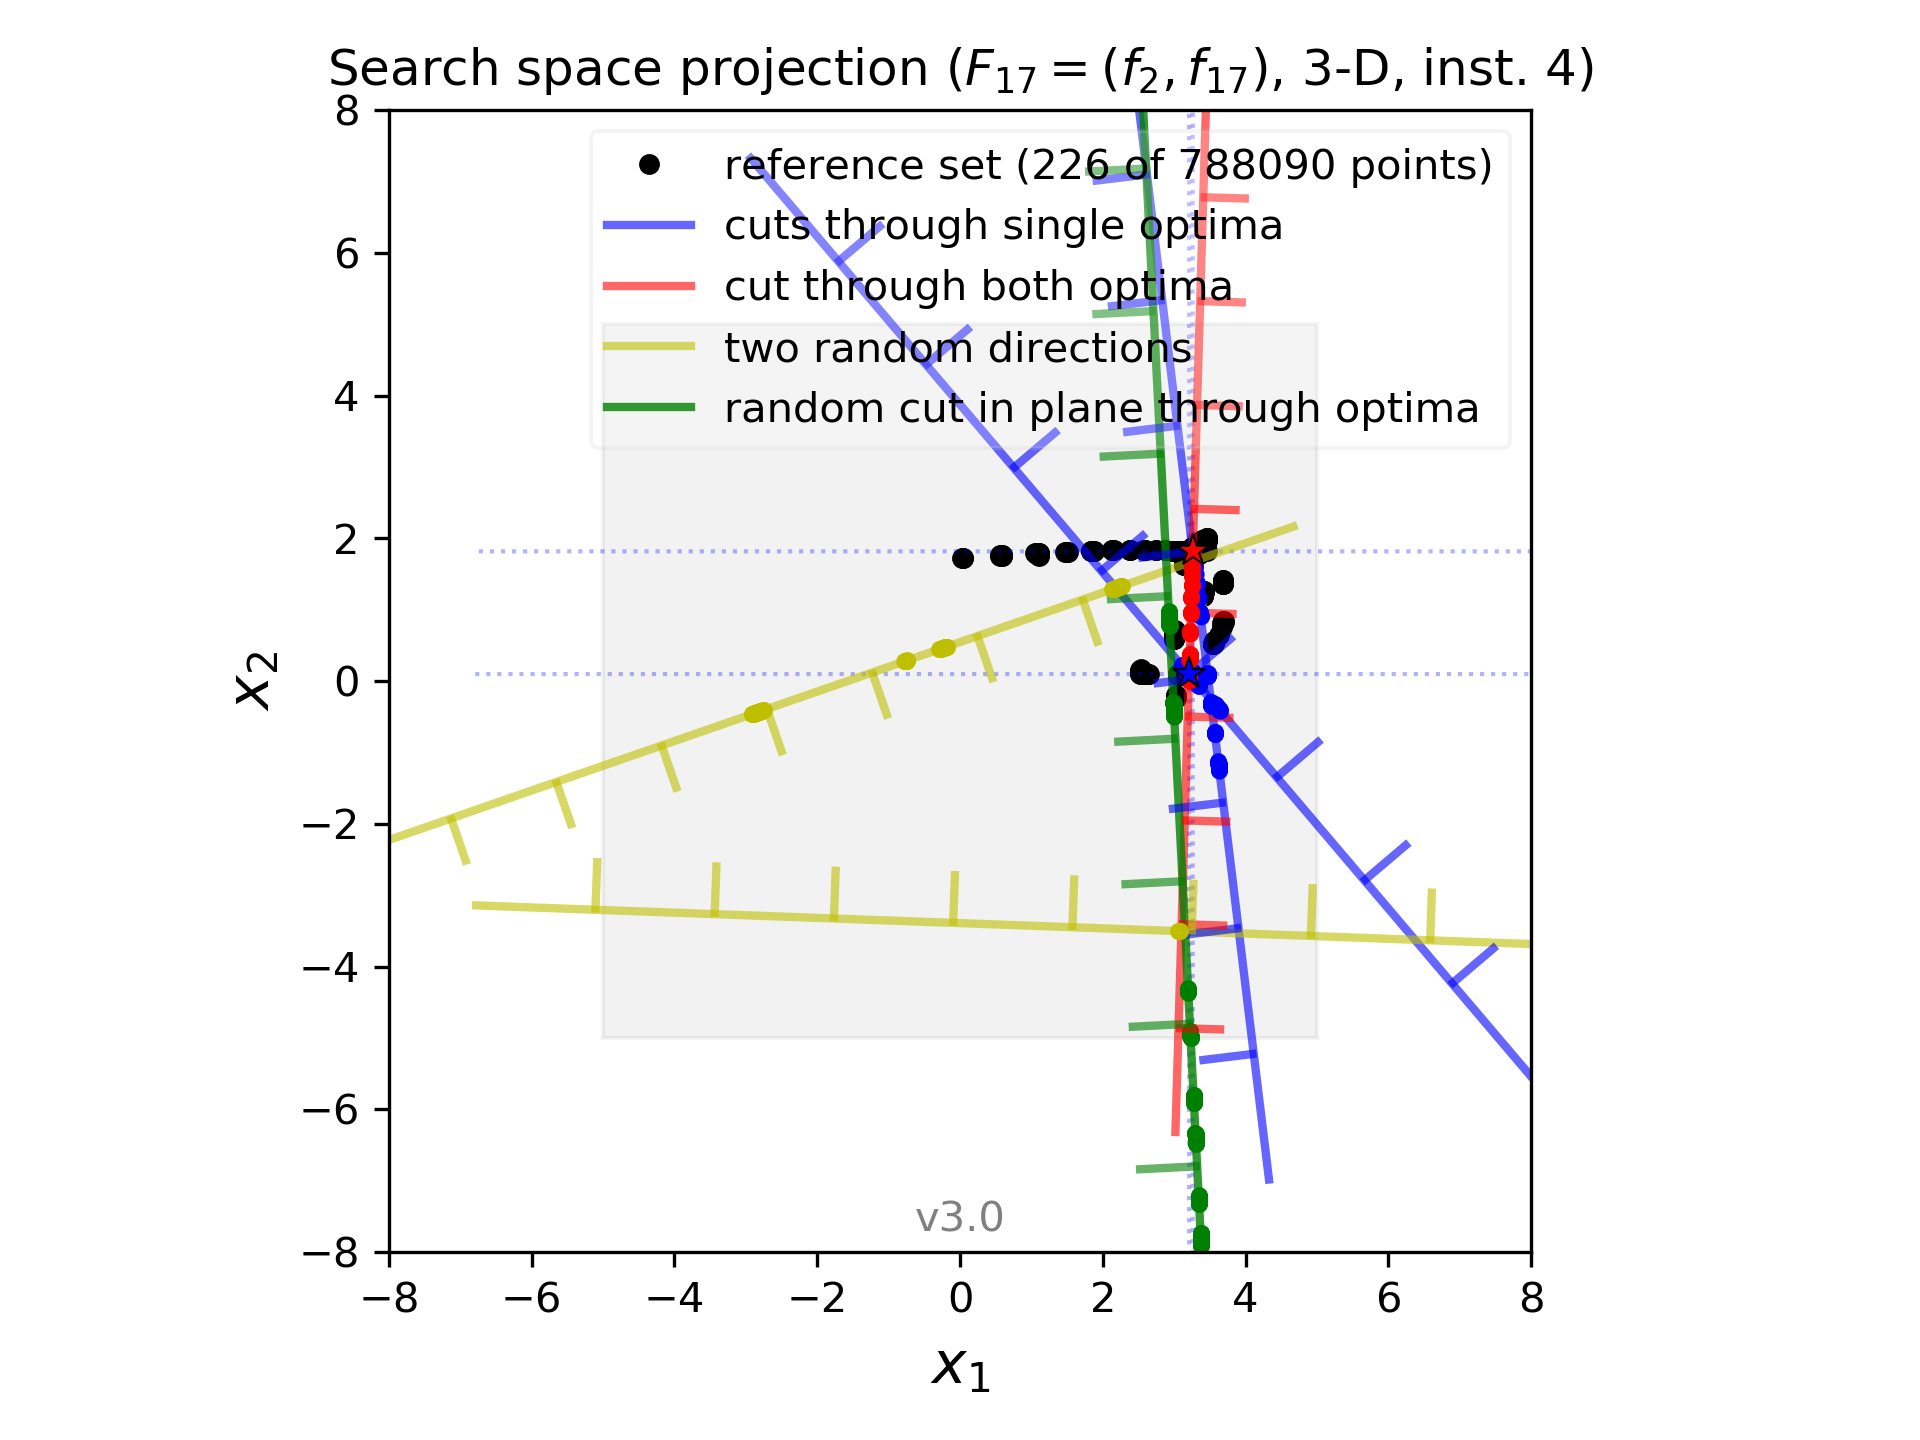 Search space projection (F₁₇ = (f₂, f₁₇), 3-D, inst. 4)
reference set (226 of 788090 points)
cuts through single optima
cut through both optima
two random directions
random cut in plane through optima
8
6
4
2
0
−2
−4
−6
−8
x₂
v3.0
−8 −6 −4 −2 0 2 4 6 8
x₁